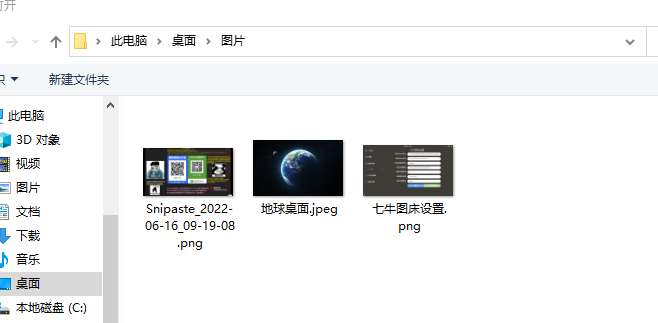 打开
此电脑 › 桌面 › 图片
新建文件夹
此电脑
3D 对象
视频
图片
文档
下载
音乐
桌面
本地磁盘 (C:)
Snipaste_2022-
06-16_09-19-08
.png
地球桌面.jpeg
七牛图床设置.
png